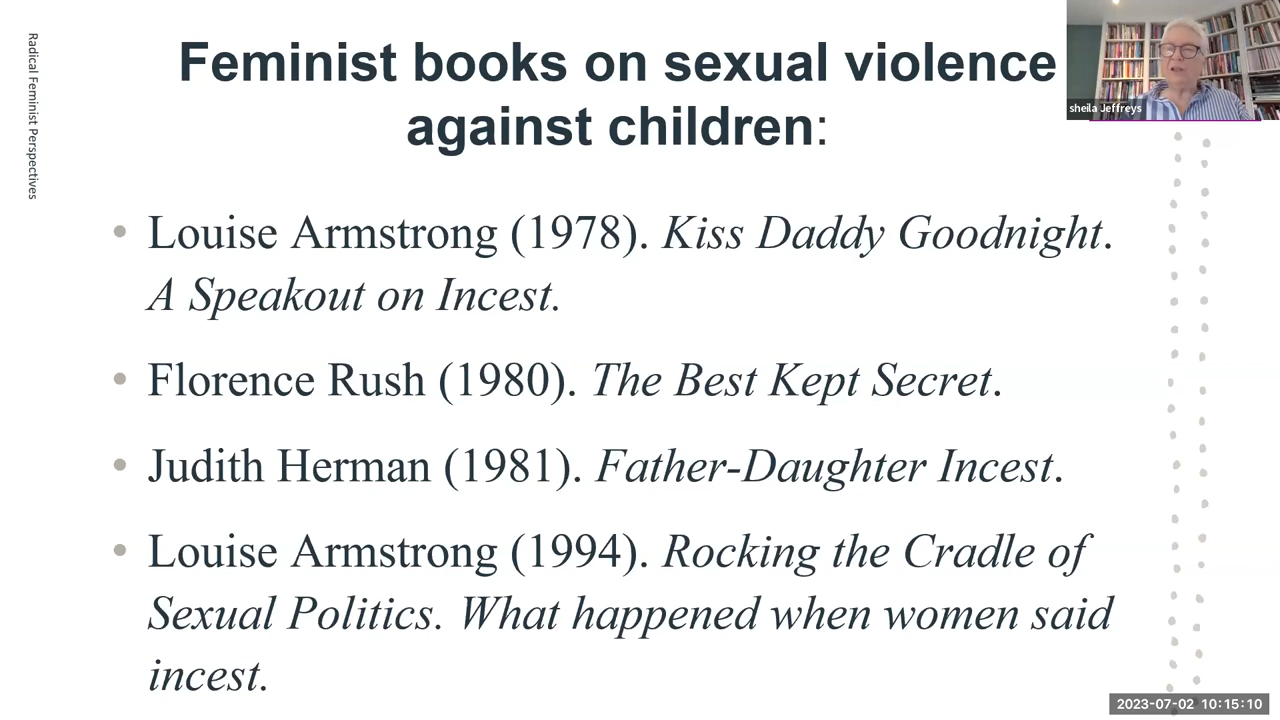 Radical Feminist Perspectives
Feminist books on sexual violence
against children:
sheila Jeffreys
• Louise Armstrong (1978). Kiss Daddy Goodnight.
A Speakout on Incest.
• Florence Rush (1980). The Best Kept Secret.
• Judith Herman (1981). Father-Daughter Incest.
• Louise Armstrong (1994). Rocking the Cradle of
Sexual Politics. What happened when women said
incest.
2023-07-02 10:15:10